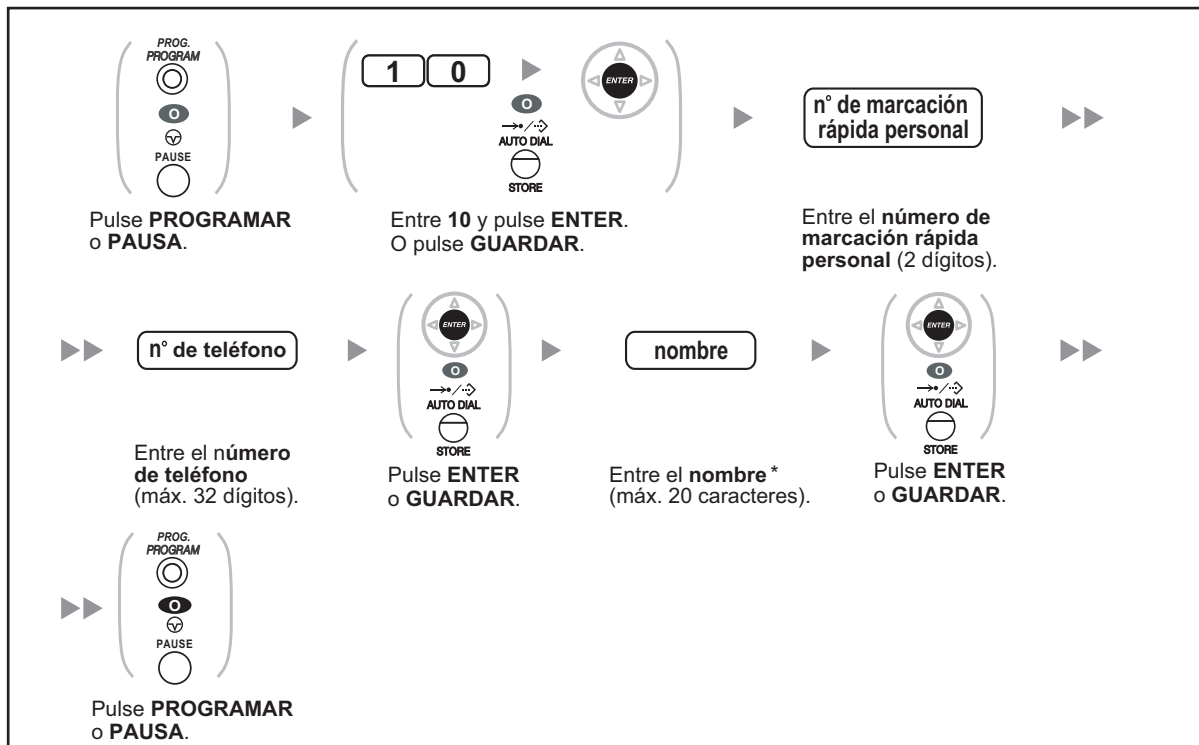 PROG.
PROGRAM
O
PAUSE
Pulse PROGRAMAR
o PAUSA.
1 0
ENTER
O
AUTO DIAL
STORE
Entre 10 y pulse ENTER.
O pulse GUARDAR.
n° de marcación
rápida personal
Entre el número de
marcación rápida
personal (2 dígitos).
n° de teléfono
Entre el número
de teléfono
(máx. 32 dígitos).
ENTER
O
AUTO DIAL
STORE
Pulse ENTER
o GUARDAR.
nombre
Entre el nombre *
(máx. 20 caracteres).
ENTER
O
AUTO DIAL
STORE
Pulse ENTER
o GUARDAR.
PROG.
PROGRAM
O
PAUSE
Pulse PROGRAMAR
o PAUSA.